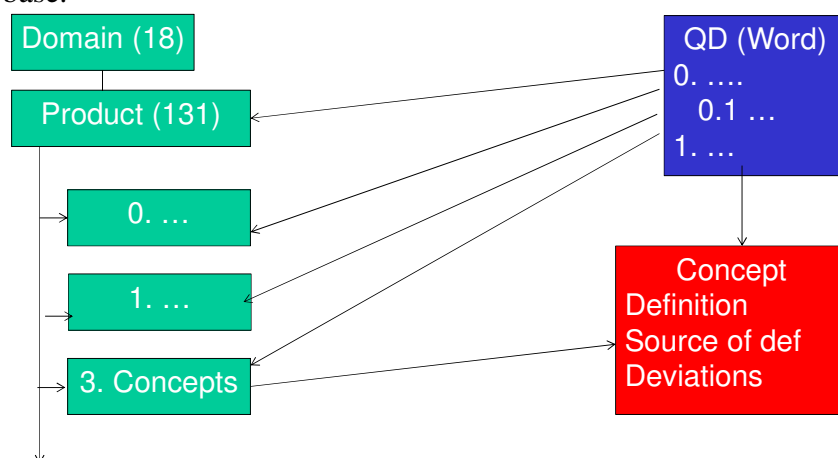 base.
Domain (18)
Product (131)
0. …
1. …
3. Concepts
QD (Word)
0. ….
0.1 …
1. …
Concept
Definition
Source of def
Deviations